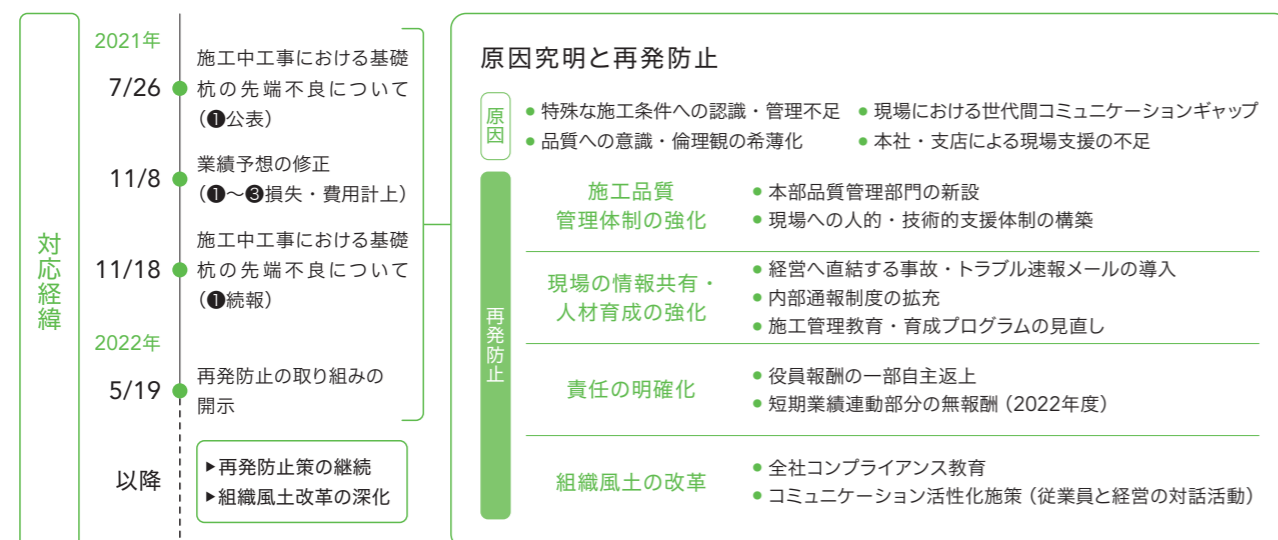 対応経緯
2021年
7/26
施工中工事における基礎
杭の先端不良について
（❶公表）
11/8
業績予想の修正
（❶～❸損失・費用計上）
11/18
施工中工事における基礎
杭の先端不良について
（❶続報）
2022年
5/19
再発防止の取り組みの
開示
以降
▶再発防止策の継続
▶組織風土改革の深化
原因究明と再発防止
原因
● 特殊な施工条件への認識・管理不足
● 現場における世代間コミュニケーションギャップ
● 品質への意識・倫理観の希薄化
● 本社・支店による現場支援の不足
再発防止
施工品質
管理体制の強化
● 本部品質管理部門の新設
● 現場への人的・技術的支援体制の構築
現場の情報共有・
人材育成の強化
● 経営へ直結する事故・トラブル速報メールの導入
● 内部通報制度の拡充
● 施工管理教育・育成プログラムの見直し
責任の明確化
● 役員報酬の一部自主返上
● 短期業績連動部分の無報酬（2022年度）
組織風土の改革
● 全社コンプライアンス教育
● コミュニケーション活性化施策（従業員と経営の対話活動）